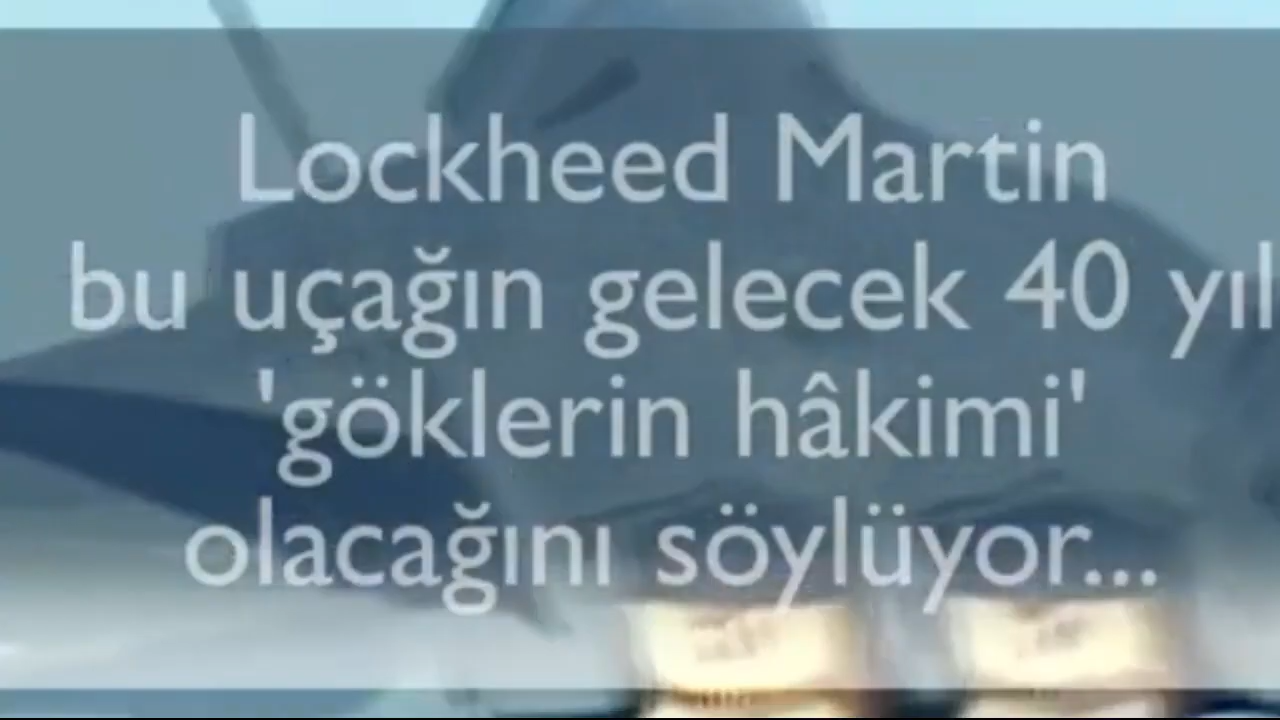 Lockheed Martin
bu uçağın gelecek 40 yıl
'göklerin hâkimi'
olacağını söylüyor...